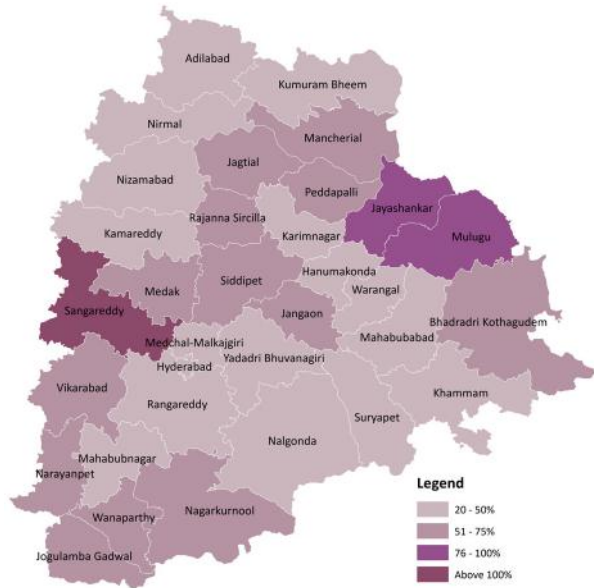 Adilabad
Kumuram Bheem
Nirmal
Mancherial
Jagtial
Nizamabad
Peddapalli
Jayashankar
Rajanna Sircilla
Kamareddy
Karimnagar
Mulugu
Hanumakonda
Siddipet
Medak
Warangal
Sangareddy
Jangaon
Bhadradri Kothagudem
Medchal-Malkajgiri
Mahabubabad
Yadadri Bhuvanagiri
Hyderabad
Vikarabad
Khammam
Rangareddy
Suryapet
Nalgonda
Mahabubnagar
Narayanpet
Wanaparthy
Nagarkurnool
Jogulamba Gadwal
Legend
20 - 50%
51 - 75%
76 - 100%
Above 100%